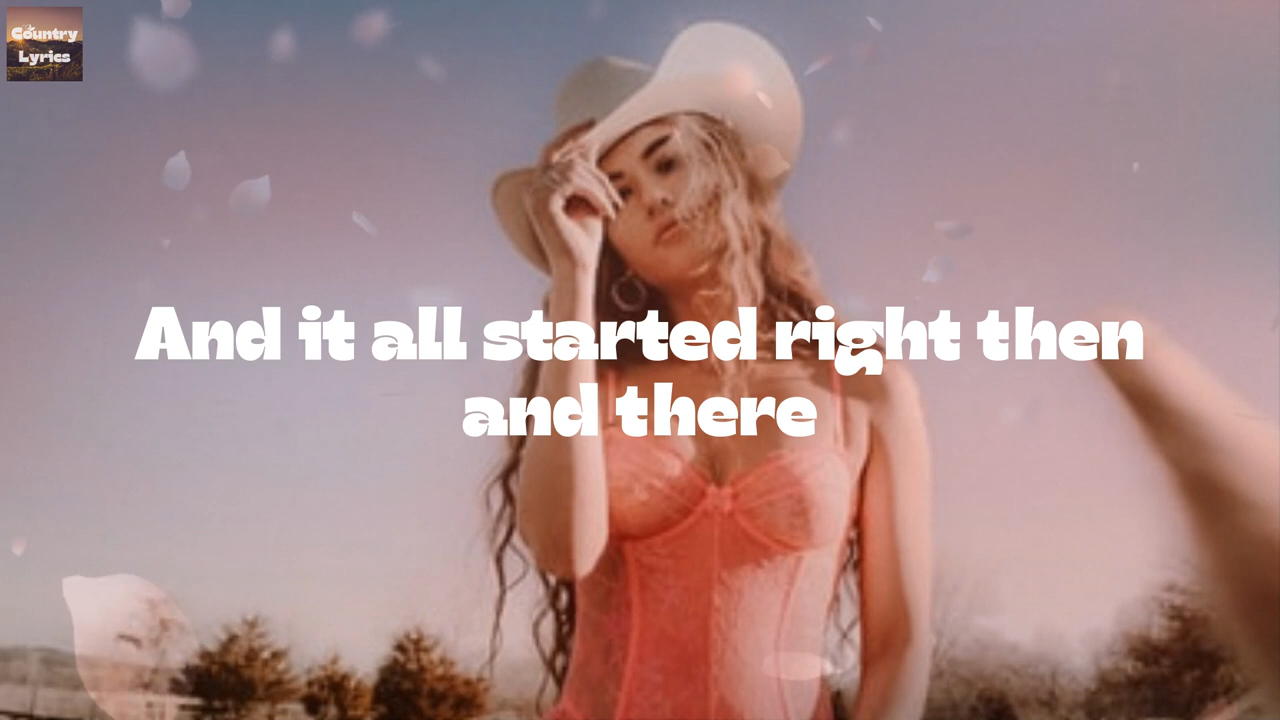 Country
Lyrics
And it all started right then
and there